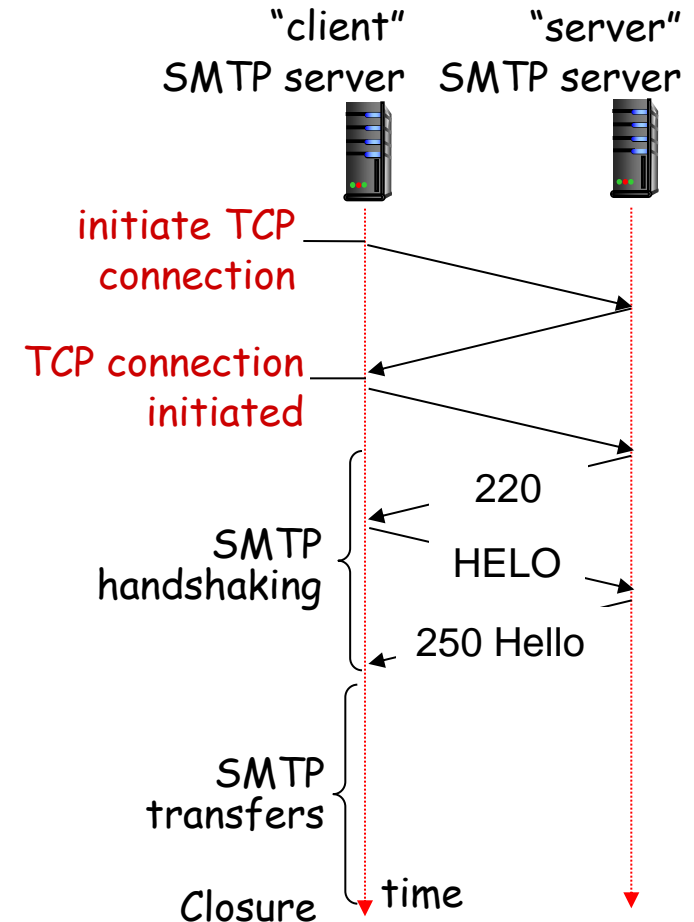 “client”
SMTP server
“server”
SMTP server
initiate TCP
connection
TCP connection
initiated
220
SMTP
handshaking
HELO
250 Hello
SMTP
transfers
Closure
time